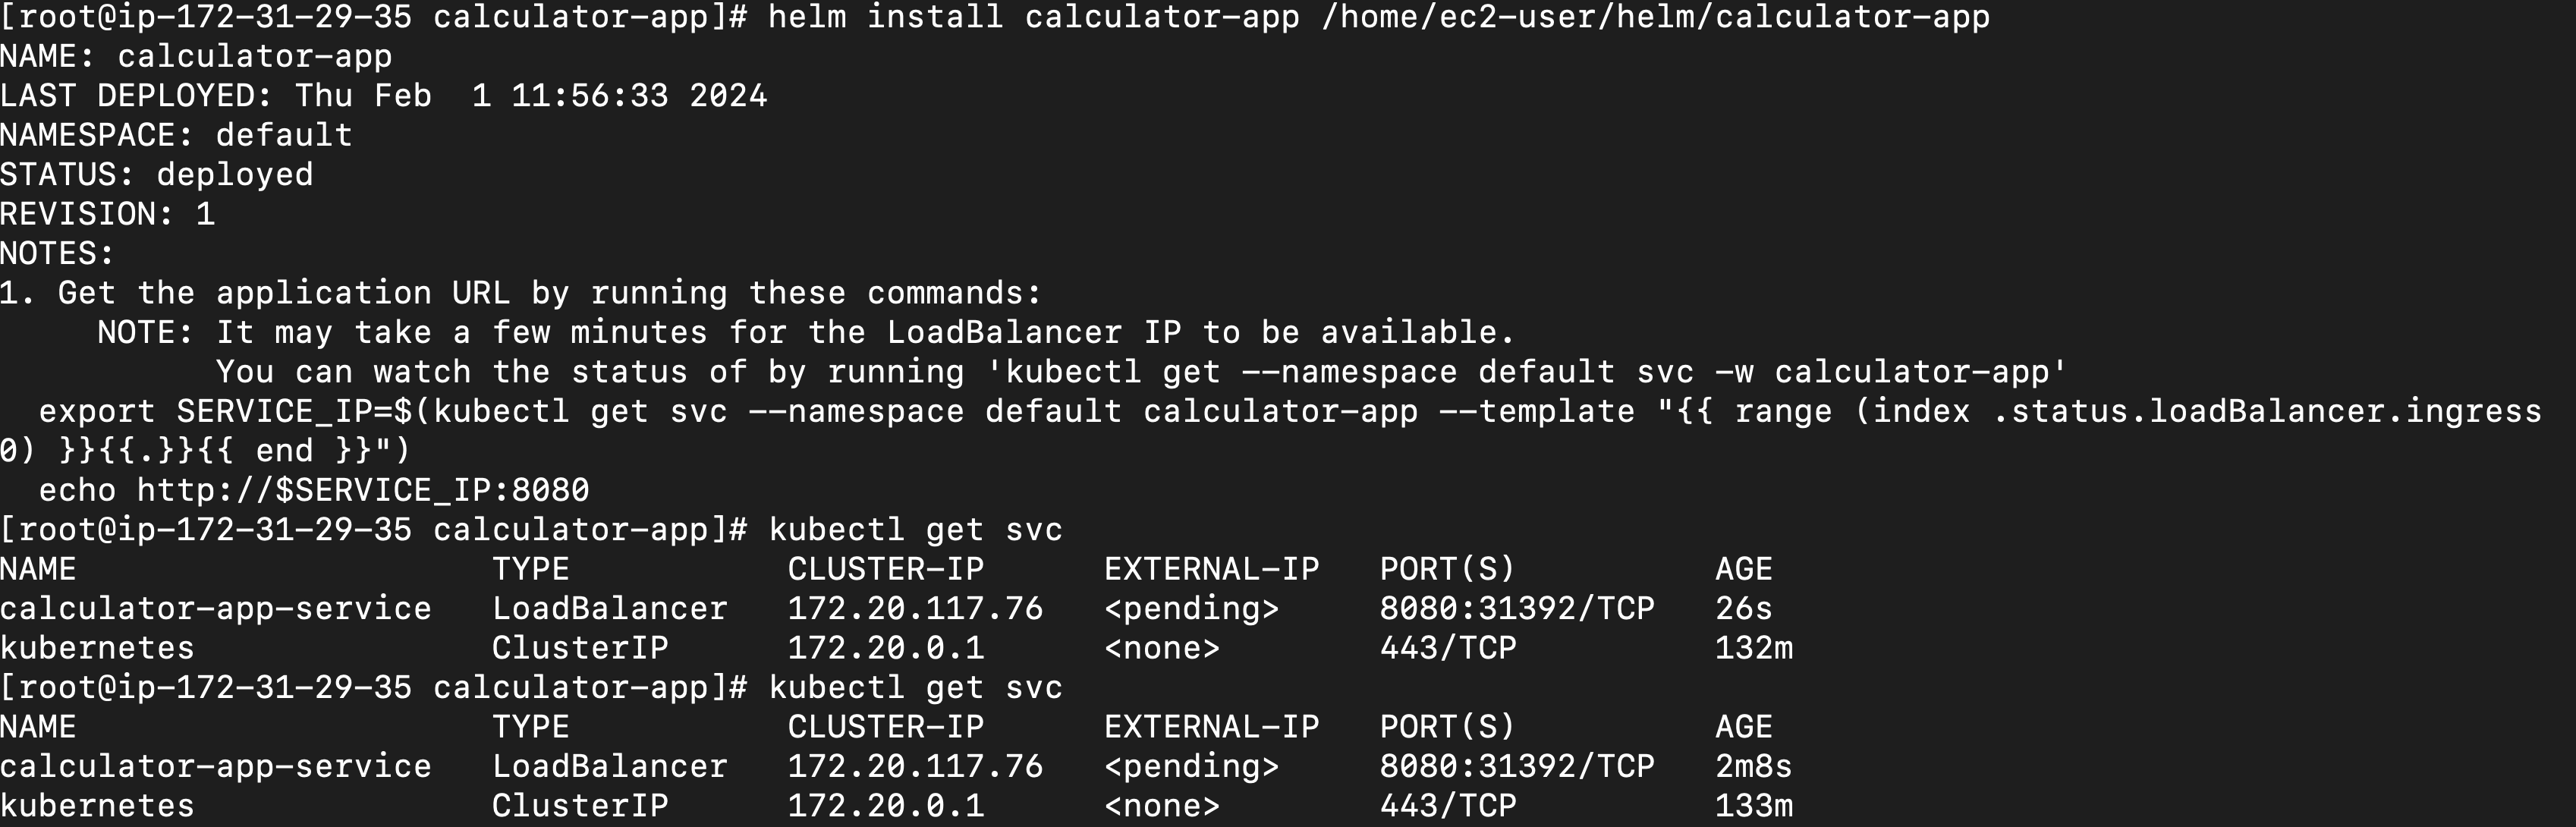 [root@ip-172-31-29-35 calculator-app]# helm install calculator-app /home/ec2-user/helm/calculator-app
NAME: calculator-app
LAST DEPLOYED: Thu Feb  1 11:56:33 2024
NAMESPACE: default
STATUS: deployed
REVISION: 1
NOTES:
1. Get the application URL by running these commands:
     NOTE: It may take a few minutes for the LoadBalancer IP to be available.
           You can watch the status of by running 'kubectl get --namespace default svc -w calculator-app'
  export SERVICE_IP=$(kubectl get svc --namespace default calculator-app --template "{{ range (index .status.loadBalancer.ingress
0) }}{{.}}{{ end }}")
  echo http://$SERVICE_IP:8080
[root@ip-172-31-29-35 calculator-app]# kubectl get svc
NAME                     TYPE           CLUSTER-IP      EXTERNAL-IP   PORT(S)          AGE
calculator-app-service   LoadBalancer   172.20.117.76   <pending>     8080:31392/TCP   26s
kubernetes               ClusterIP      172.20.0.1      <none>        443/TCP          132m
[root@ip-172-31-29-35 calculator-app]# kubectl get svc
NAME                     TYPE           CLUSTER-IP      EXTERNAL-IP   PORT(S)          AGE
calculator-app-service   LoadBalancer   172.20.117.76   <pending>     8080:31392/TCP   2m8s
kubernetes               ClusterIP      172.20.0.1      <none>        443/TCP          133m